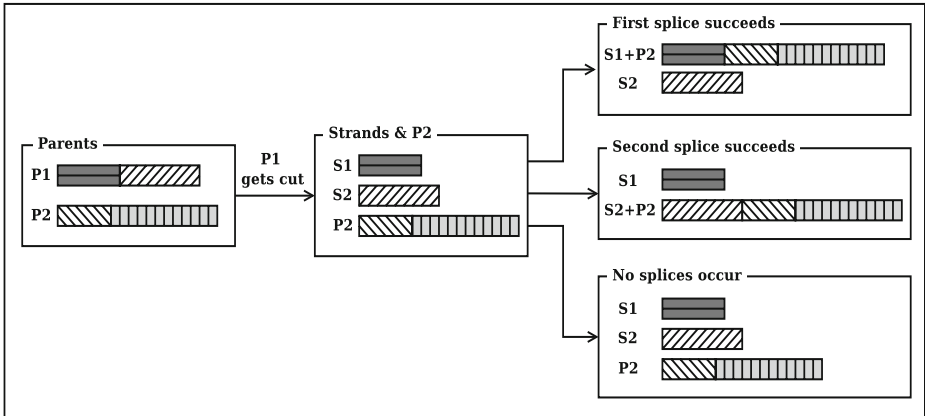 Parents
P1
P2
P1
gets cut
Strands & P2
S1
S2
P2
First splice succeeds
S1+P2
S2
Second splice succeeds
S1
S2+P2
No splices occur
S1
S2
P2